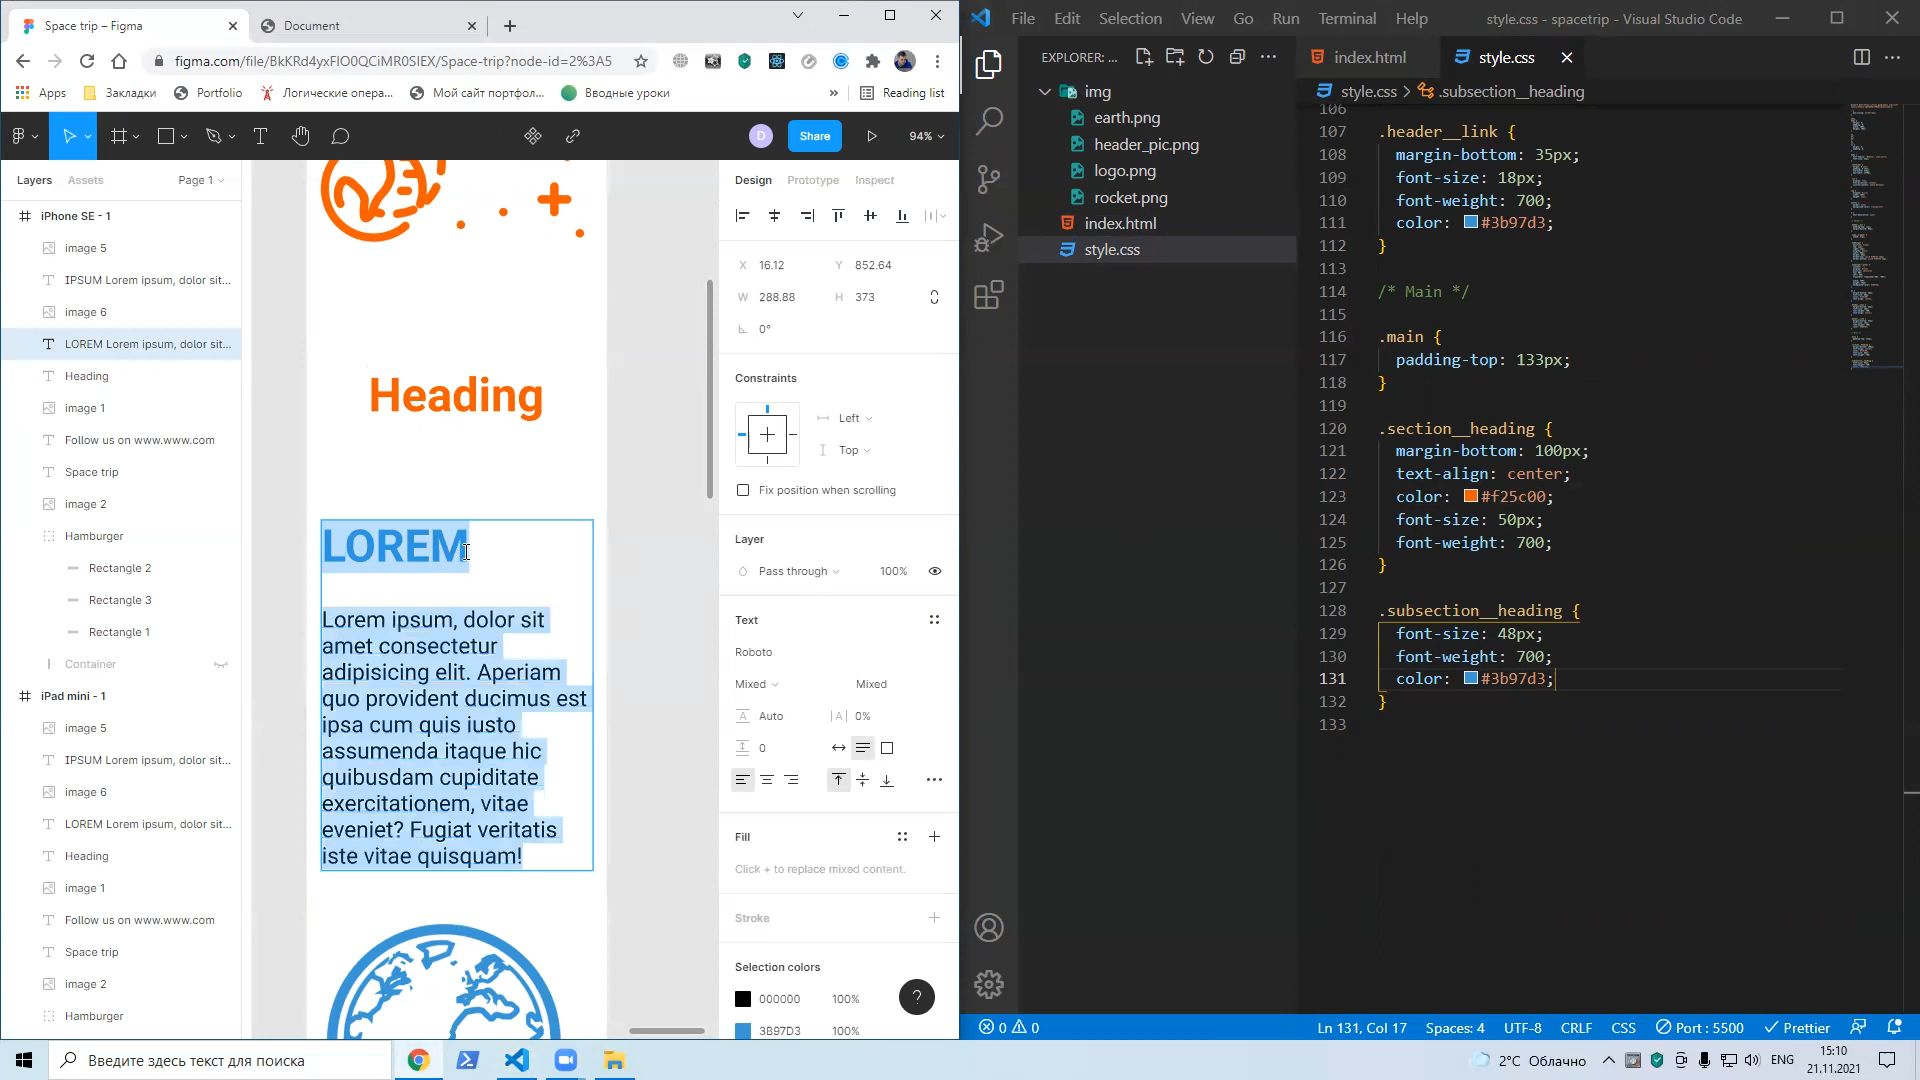 Space trip – Figma
Document
figma.com/file/BkKRd4yxFIO0QCiMR0SIEX/Space-trip?node-id=2%3A5
Apps
Закладки
Portfolio
Логические опера...
Мой сайт портфол...
Вводные уроки
»
Reading list
D
Share
94%
Layers
Assets
Page 1
iPhone SE - 1
image 5
IPSUM Lorem ipsum, dolor sit...
image 6
LOREM Lorem ipsum, dolor sit...
Heading
image 1
Follow us on www.www.com
Space trip
image 2
Hamburger
Rectangle 2
Rectangle 3
Rectangle 1
Container
iPad mini - 1
image 5
IPSUM Lorem ipsum, dolor sit...
image 6
LOREM Lorem ipsum, dolor sit...
Heading
image 1
Follow us on www.www.com
Space trip
image 2
Hamburger
Heading
LOREM
Lorem ipsum, dolor sit
amet consectetur
adipisicing elit. Aperiam
quo provident ducimus est
ipsa cum quis iusto
assumenda itaque hic
quibusdam cupiditate
exercitationem, vitae
eveniet? Fugiat veritatis
iste vitae quisquam!
Design
Prototype
Inspect
X 16.12
Y 852.64
W 288.88
H 373
0°
Constraints
Left
Top
Fix position when scrolling
Layer
Pass through
100%
Text
Roboto
Mixed
Mixed
Auto
0%
0
Fill
Click + to replace mixed content.
Stroke
Selection colors
000000 100%
3B97D3 100%
?
File Edit Selection View Go Run Terminal Help
style.css - spacetrip - Visual Studio Code
EXPLORER: ...
index.html
style.css
style.css > .subsection__heading
img
earth.png
header_pic.png
logo.png
rocket.png
index.html
style.css
106
107 .header__link {
108 margin-bottom: 35px;
109 font-size: 18px;
110 font-weight: 700;
111 color: #3b97d3;
112 }
113
114 /* Main */
115
116 .main {
117 padding-top: 133px;
118 }
119
120 .section__heading {
121 margin-bottom: 100px;
122 text-align: center;
123 color: #f25c00;
124 font-size: 50px;
125 font-weight: 700;
126 }
127
128 .subsection__heading {
129 font-size: 48px;
130 font-weight: 700;
131 color: #3b97d3;
132 }
133
0 0
Ln 131, Col 17
Spaces: 4
UTF-8
CRLF
CSS
Port : 5500
Prettier
Введите здесь текст для поиска
2°C Облачно
ENG
15:10
21.11.2021